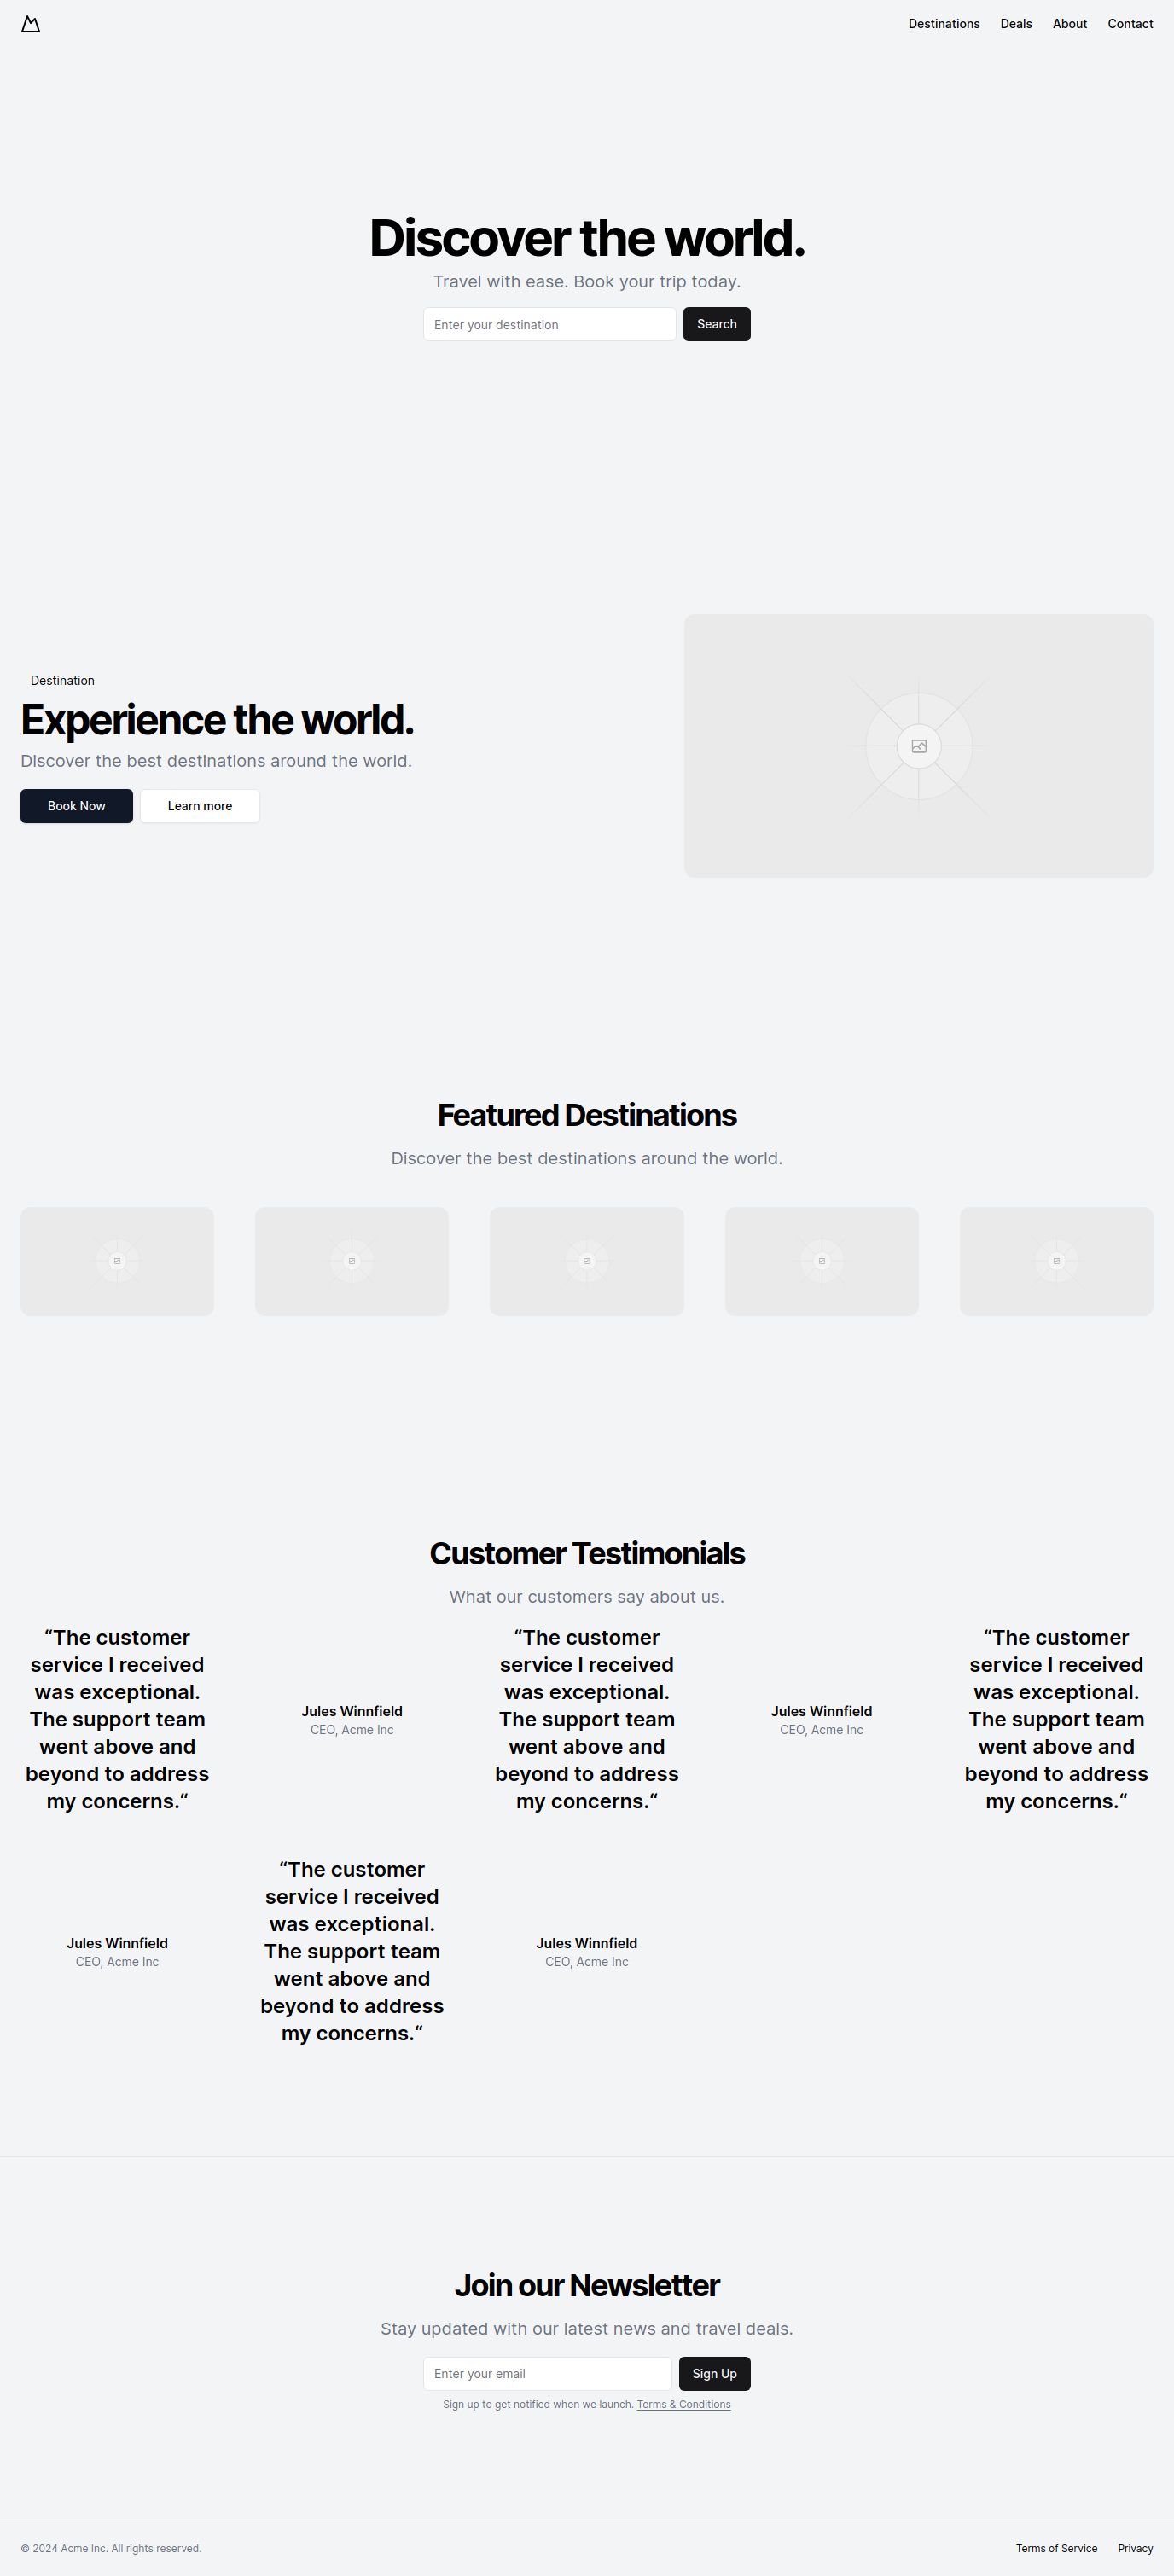 Destinations Deals About Contact
Discover the world.
Travel with ease. Book your trip today.
Enter your destination Search
Destination
Experience the world.
Discover the best destinations around the world.
Book Now Learn more
Featured Destinations
Discover the best destinations around the world.
Customer Testimonials
What our customers say about us.
“The customer
service I received
was exceptional.
The support team
went above and
beyond to address
my concerns.“
Jules Winnfield
CEO, Acme Inc
“The customer
service I received
was exceptional.
The support team
went above and
beyond to address
my concerns.“
Jules Winnfield
CEO, Acme Inc
“The customer
service I received
was exceptional.
The support team
went above and
beyond to address
my concerns.“
Jules Winnfield
CEO, Acme Inc
“The customer
service I received
was exceptional.
The support team
went above and
beyond to address
my concerns.“
Jules Winnfield
CEO, Acme Inc
Join our Newsletter
Stay updated with our latest news and travel deals.
Enter your email Sign Up
Sign up to get notified when we launch. Terms & Conditions
© 2024 Acme Inc. All rights reserved. Terms of Service Privacy